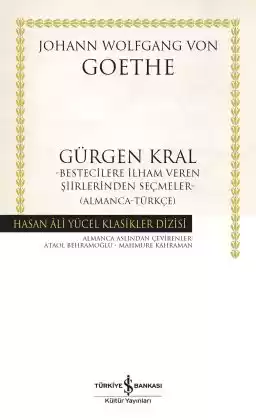 JOHANN WOLFGANG VON
GOETHE
GÜRGEN KRAL
-BESTECİLERE İLHAM VEREN
ŞİİRLERİNDEN SEÇMELER-
(ALMANCA-TÜRKÇE)
HASAN ÂLİ YÜCEL KLASİKLER DİZİSİ
ALMANCA ASLINDAN ÇEVİRENLER:
ATAOL BEHRAMOĞLU - MAHMURE KAHRAMAN
TÜRKİYE İŞ BANKASI
Kültür Yayınları